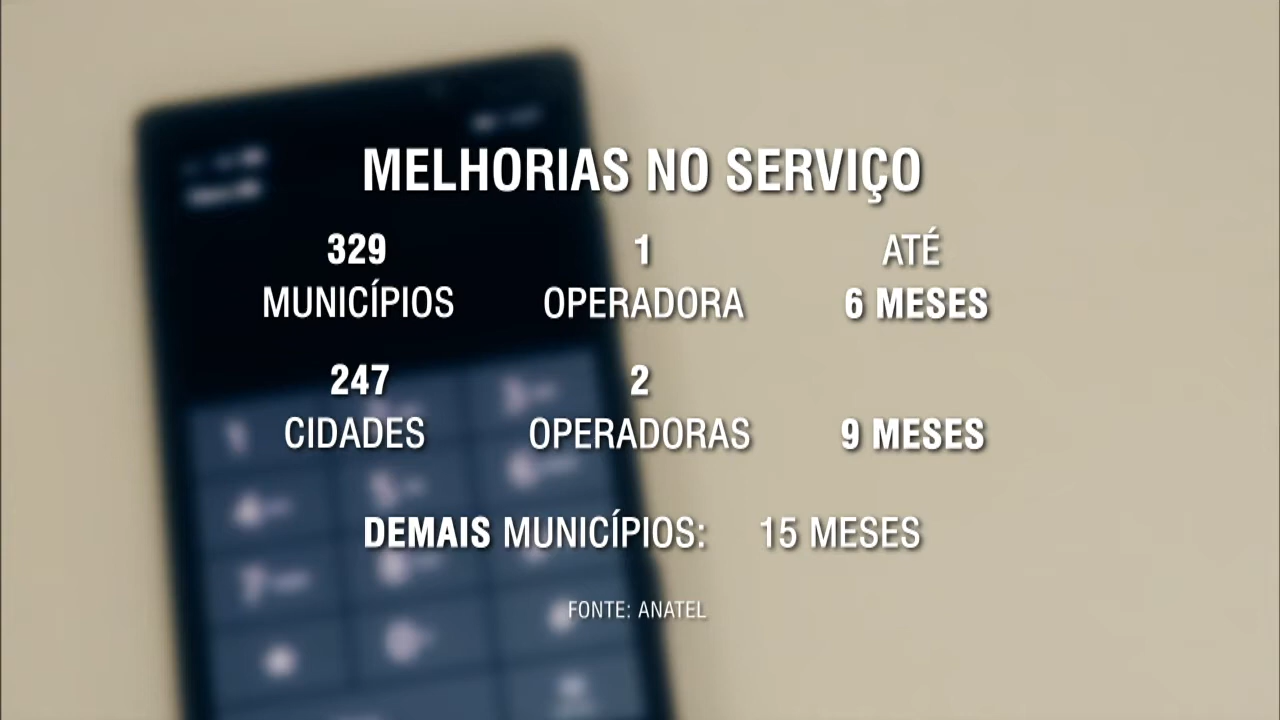 MELHORIAS NO SERVIÇO
329 1 ATÉ
MUNICÍPIOS OPERADORA 6 MESES
247 2
CIDADES OPERADORAS 9 MESES
DEMAIS MUNICÍPIOS: 15 MESES
FONTE: ANATEL